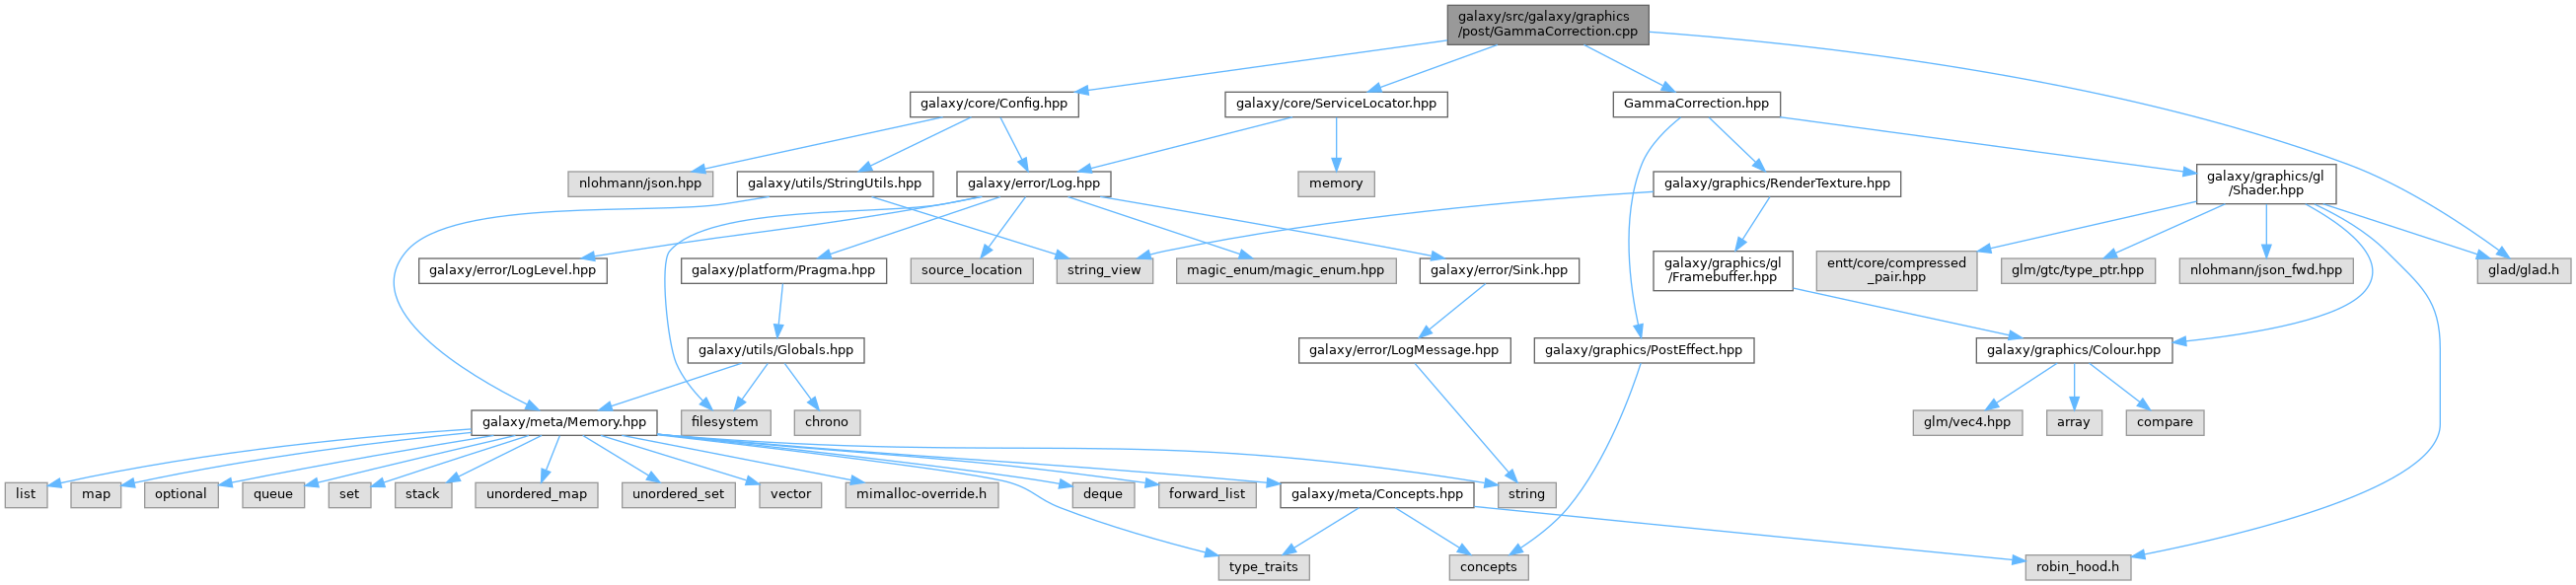 galaxy/src/galaxy/graphics
/post/GammaCorrection.cpp
galaxy/core/Config.hpp
galaxy/core/ServiceLocator.hpp
GammaCorrection.hpp
nlohmann/json.hpp
galaxy/utils/StringUtils.hpp
galaxy/error/Log.hpp
memory
galaxy/graphics/RenderTexture.hpp
galaxy/graphics/gl
/Shader.hpp
galaxy/error/LogLevel.hpp
galaxy/platform/Pragma.hpp
source_location
string_view
magic_enum/magic_enum.hpp
galaxy/error/Sink.hpp
galaxy/graphics/gl
/Framebuffer.hpp
entt/core/compressed
_pair.hpp
glm/gtc/type_ptr.hpp
nlohmann/json_fwd.hpp
glad/glad.h
galaxy/utils/Globals.hpp
galaxy/error/LogMessage.hpp
galaxy/graphics/PostEffect.hpp
galaxy/graphics/Colour.hpp
galaxy/meta/Memory.hpp
filesystem
chrono
glm/vec4.hpp
array
compare
list
map
optional
queue
set
stack
unordered_map
unordered_set
vector
mimalloc-override.h
deque
forward_list
galaxy/meta/Concepts.hpp
string
type_traits
concepts
robin_hood.h